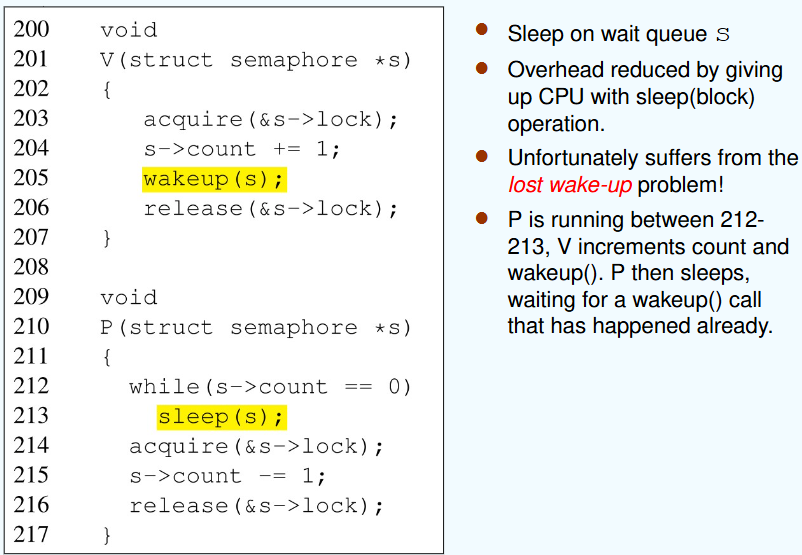 200 void
201 V(struct semaphore *s)
202 {
203 acquire(&s->lock);
204 s->count += 1;
205 wakeup(s);
206 release(&s->lock);
207 }
208
209 void
210 P(struct semaphore *s)
211 {
212 while(s->count == 0)
213 sleep(s);
214 acquire(&s->lock);
215 s->count -= 1;
216 release(&s->lock);
217 }
• Sleep on wait queue s
• Overhead reduced by giving
up CPU with sleep(block)
operation.
• Unfortunately suffers from the
lost wake-up problem!
• P is running between 212-
213, V increments count and
wakeup(). P then sleeps,
waiting for a wakeup() call
that has happened already.